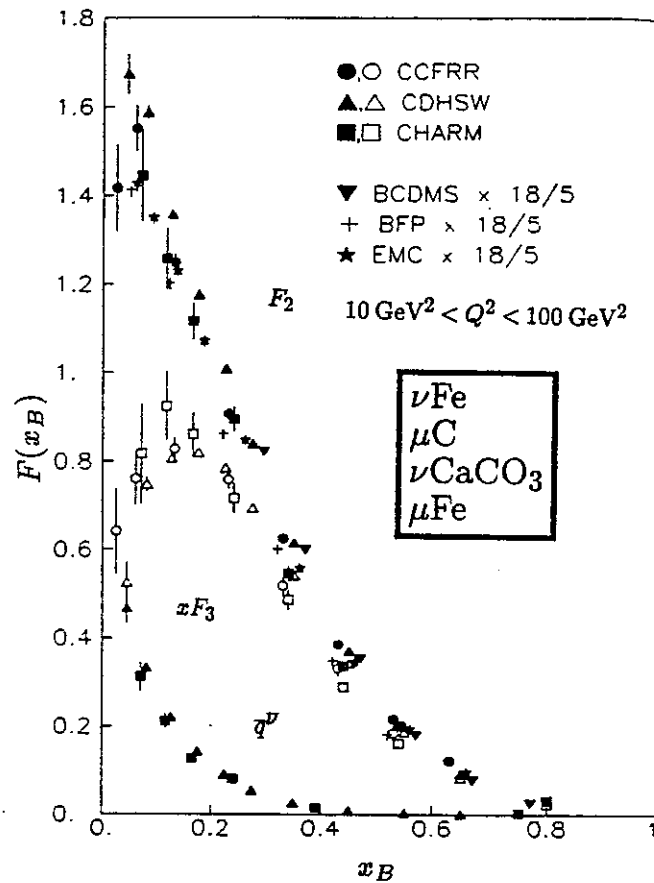 1.8
1.6
1.4
1.2
1.
0.8
0.6
0.4
0.2
0.
F(x_B)
●,○ CCFRR
▲,△ CDHSW
■,□ CHARM
▼ BCDMS x 18/5
+ BFP x 18/5
★ EMC x 18/5
10 GeV² < Q² < 100 GeV²
F₂
νFe
μC
νCaCO₃
μFe
xF₃
q̅^ν̅
0. 0.2 0.4 0.6 0.8 1
x_B